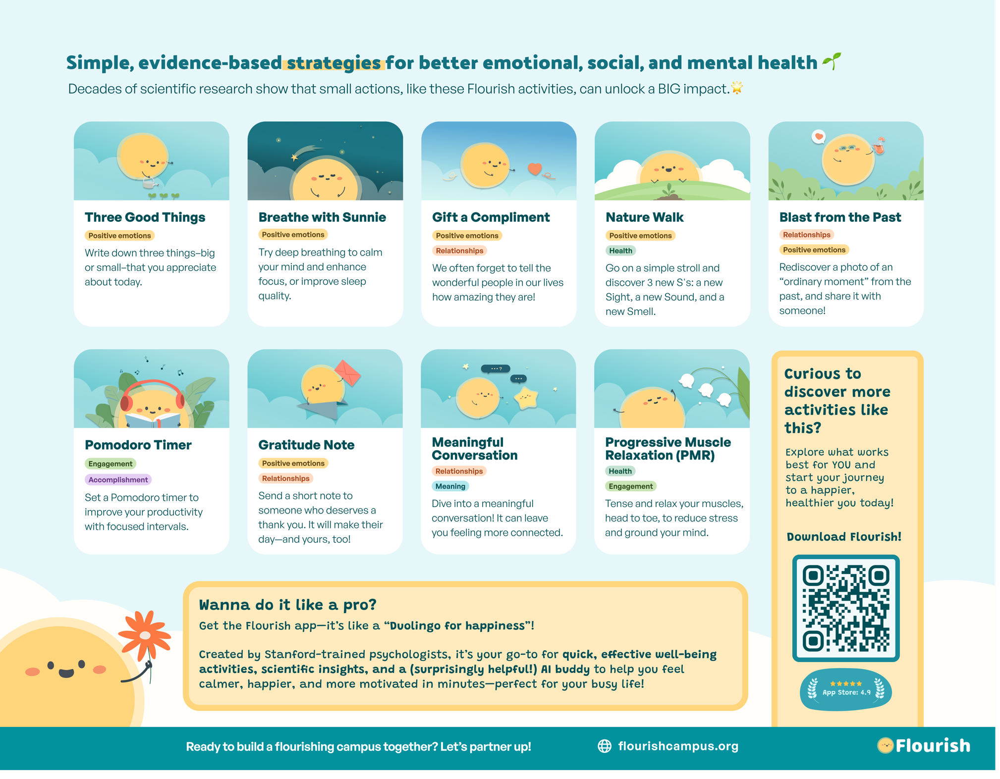 Simple, evidence-based strategies for better emotional, social, and mental health
Decades of scientific research show that small actions, like these Flourish activities, can unlock a BIG impact.
Three Good Things
Positive emotions
Write down three things–big
or small–that you appreciate
about today.
Breathe with Sunnie
Positive emotions
Try deep breathing to calm
your mind and enhance
focus, or improve sleep
quality.
Gift a Compliment
Positive emotions
Relationships
We often forget to tell the
wonderful people in our lives
how amazing they are!
Nature Walk
Positive emotions
Health
Go on a simple stroll and
discover 3 new S's: a new
Sight, a new Sound, and a
new Smell.
Blast from the Past
Relationships
Positive emotions
Rediscover a photo of an
“ordinary moment” from the
past, and share it with
someone!
Pomodoro Timer
Engagement
Accomplishment
Set a Pomodoro timer to
improve your productivity
with focused intervals.
Gratitude Note
Positive emotions
Relationships
Send a short note to
someone who deserves a
thank you. It will make their
day—and yours, too!
...?
...
Meaningful
Conversation
Relationships
Meaning
Dive into a meaningful
conversation! It can leave
you feeling more connected.
Progressive Muscle
Relaxation (PMR)
Health
Engagement
Tense and relax your muscles,
head to toe, to reduce stress
and ground your mind.
Curious to
discover more
activities like
this?
Explore what works
best for YOU and
start your journey
to a happier,
healthier you today!
Download Flourish!
App Store: 4.9
Wanna do it like a pro?
Get the Flourish app—it’s like a “Duolingo for happiness”!
Created by Stanford-trained psychologists, it’s your go-to for quick, effective well-being
activities, scientific insights, and a (surprisingly helpful!) AI buddy to help you feel
calmer, happier, and more motivated in minutes—perfect for your busy life!
Ready to build a flourishing campus together? Let’s partner up!
flourishcampus.org
Flourish